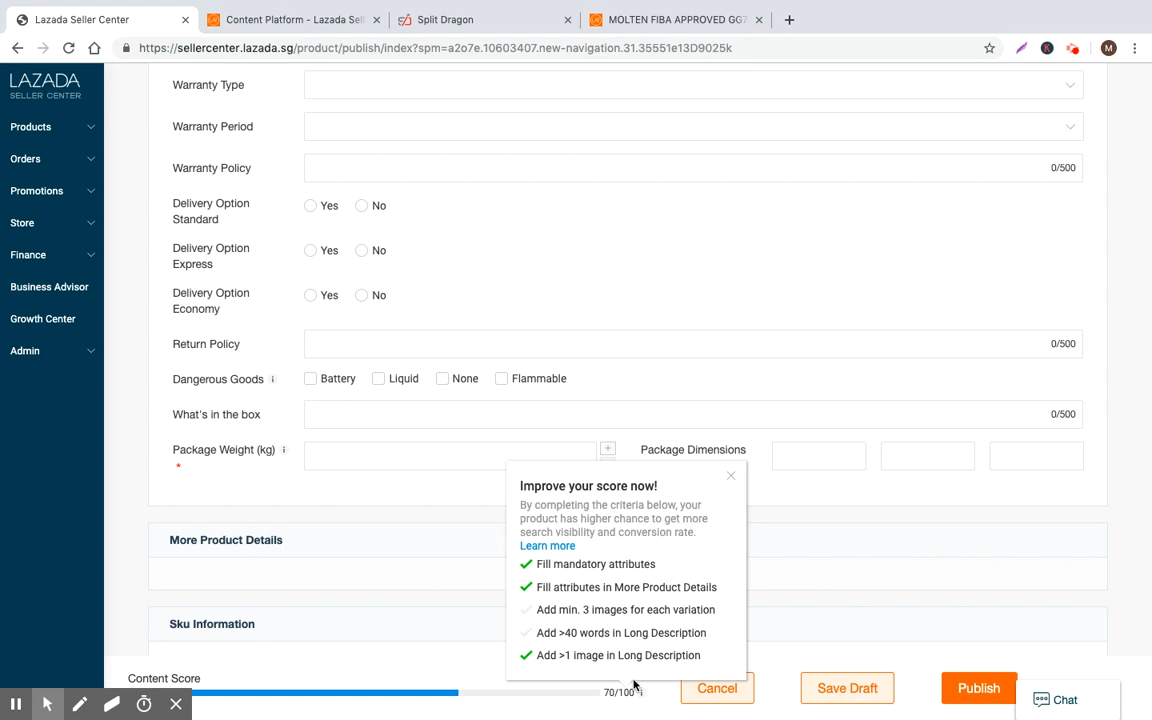 Lazada Seller Center
Content Platform - Lazada Sell
Split Dragon
MOLTEN FIBA APPROVED GG7
https://sellercenter.lazada.sg/product/publish/index?spm=a2o7e.10603407.new-navigation.31.35551e13D9025k
K
M
LAZADA
SELLER CENTER
Products
Orders
Promotions
Store
Finance
Business Advisor
Growth Center
Admin
Warranty Type
Warranty Period
Warranty Policy
0/500
Delivery Option
Standard
Yes
No
Delivery Option
Express
Yes
No
Delivery Option
Economy
Yes
No
Return Policy
0/500
Dangerous Goods
Battery
Liquid
None
Flammable
What's in the box
0/500
Package Weight (kg)
*
Package Dimensions
Improve your score now!
By completing the criteria below, your
product has higher chance to get more
search visibility and conversion rate.
Learn more
Fill mandatory attributes
Fill attributes in More Product Details
Add min. 3 images for each variation
Add >40 words in Long Description
Add >1 image in Long Description
More Product Details
Sku Information
Content Score
70/100
Cancel
Save Draft
Publish
Chat